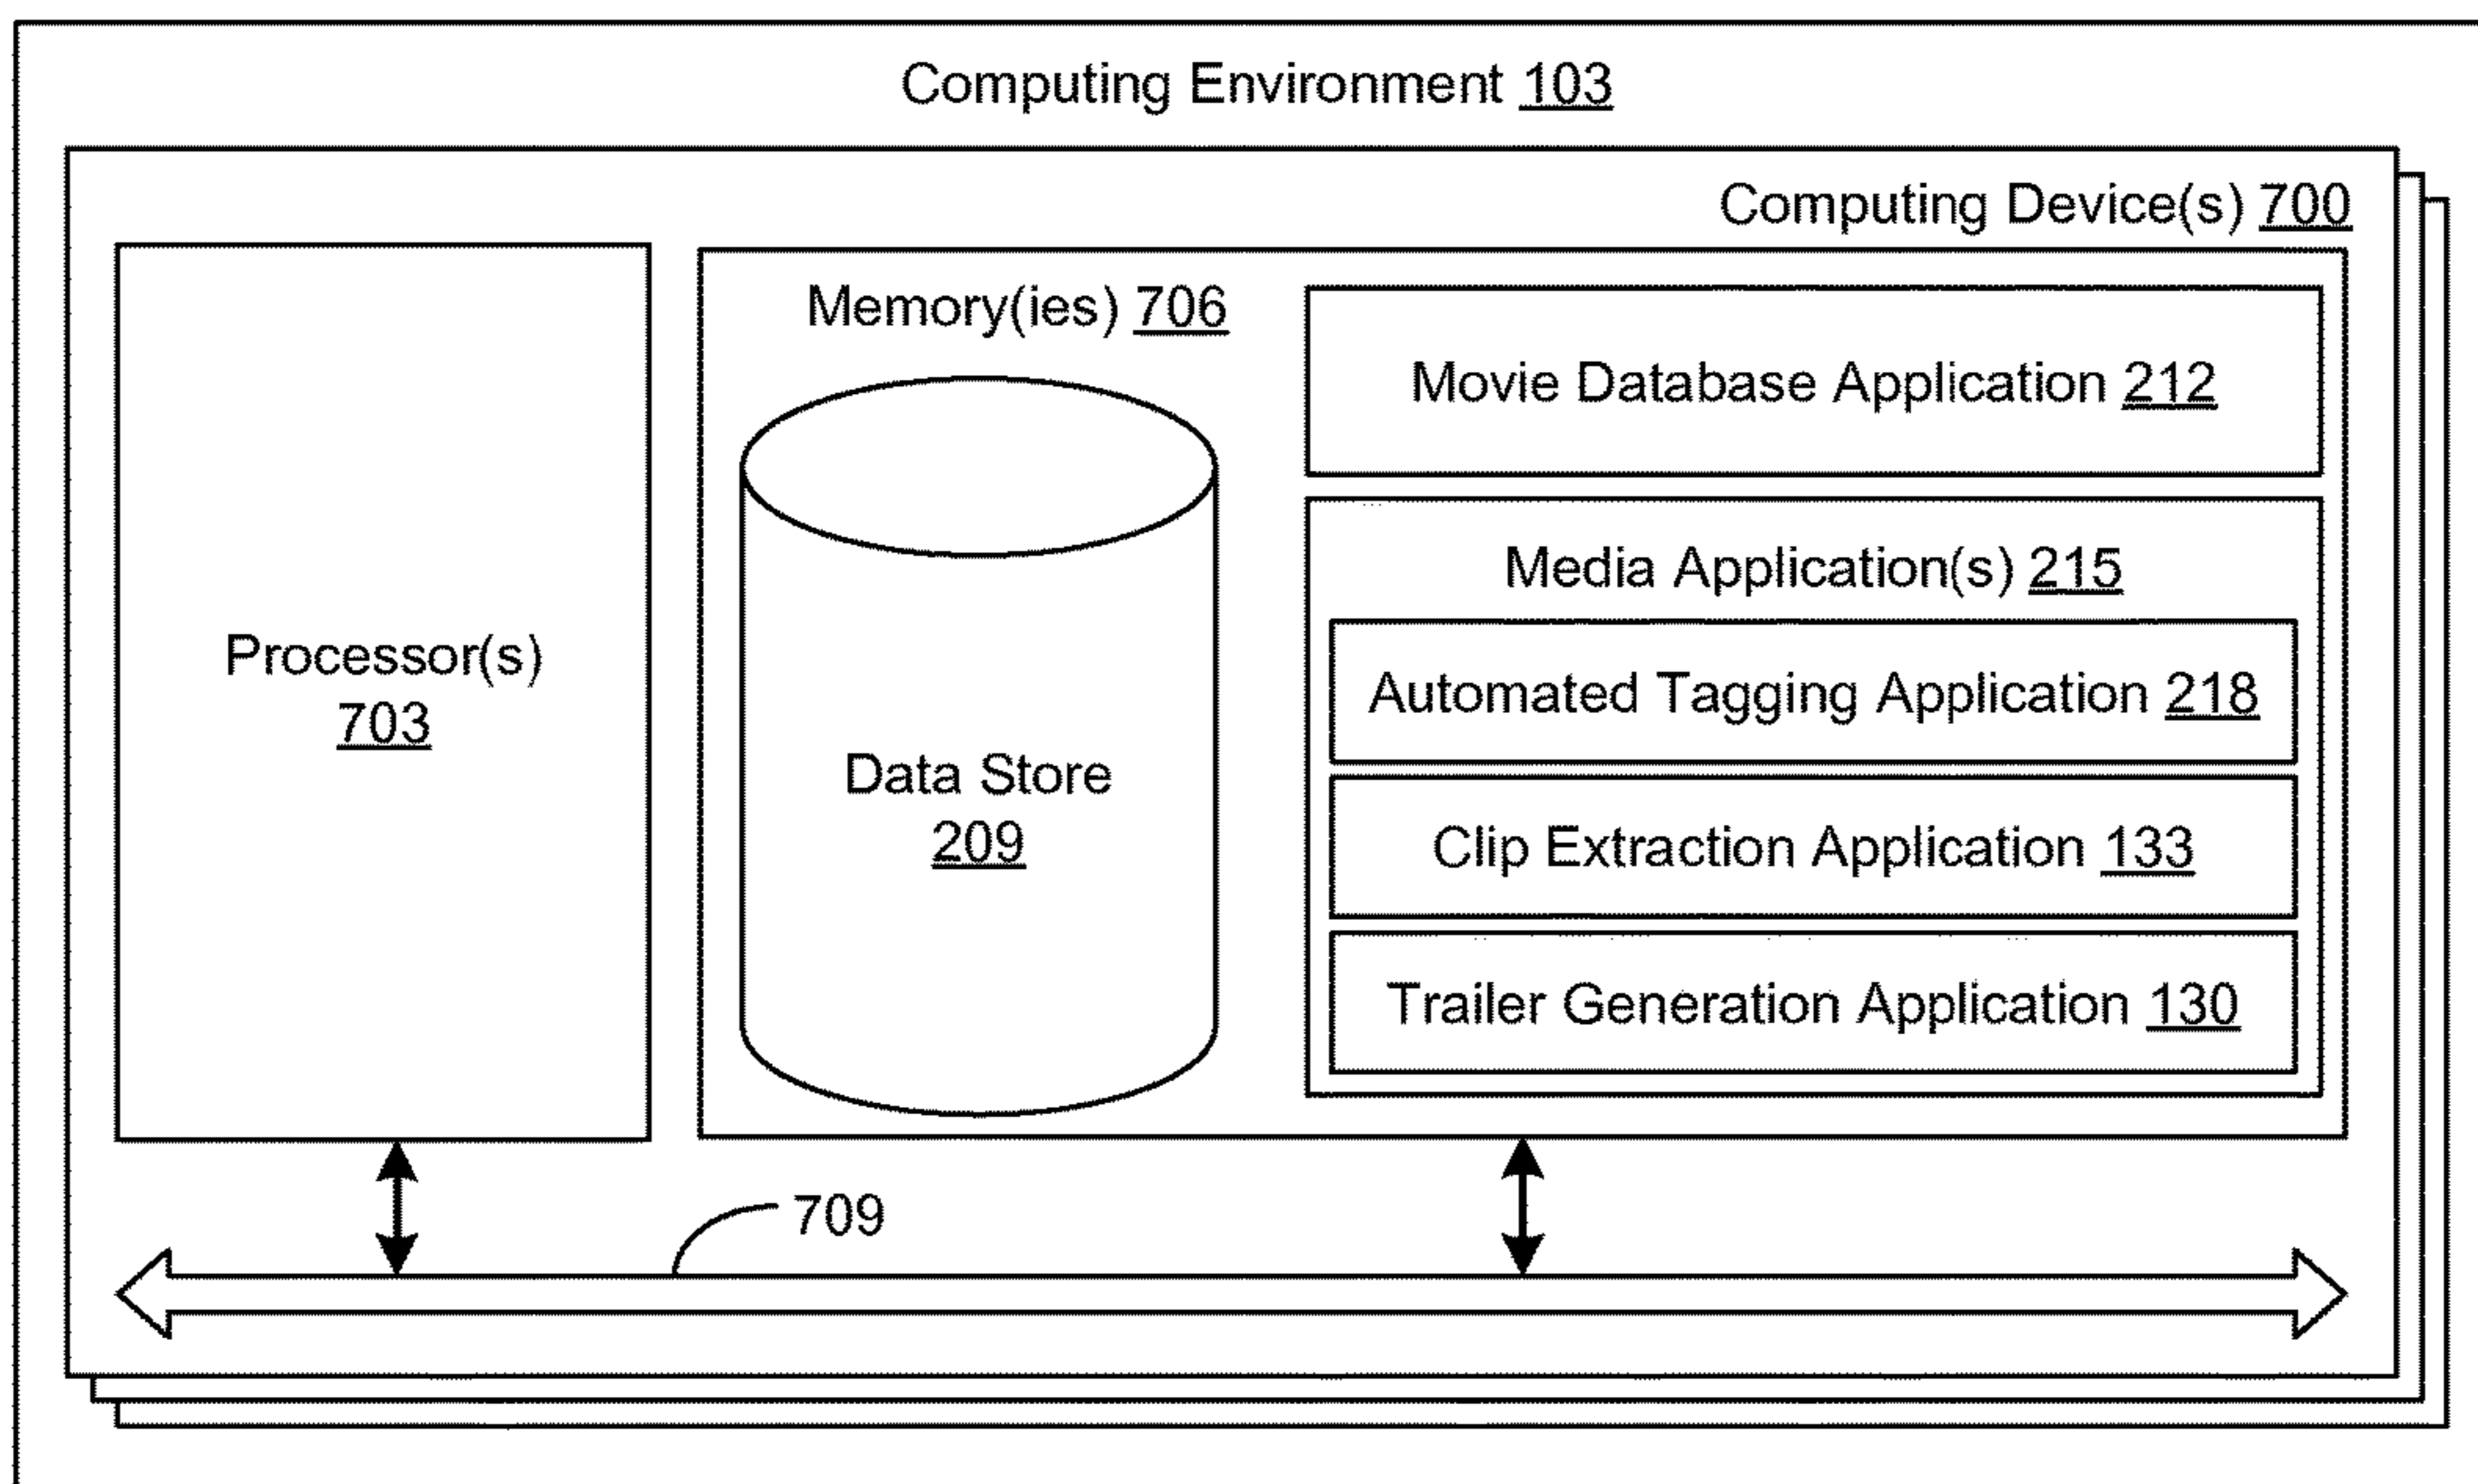 Computing Environment 103
Computing Device(s) 700
Processor(s)
703
Memory(ies) 706
Data Store
209
Movie Database Application 212
Media Application(s) 215
Automated Tagging Application 218
Clip Extraction Application 133
Trailer Generation Application 130
709